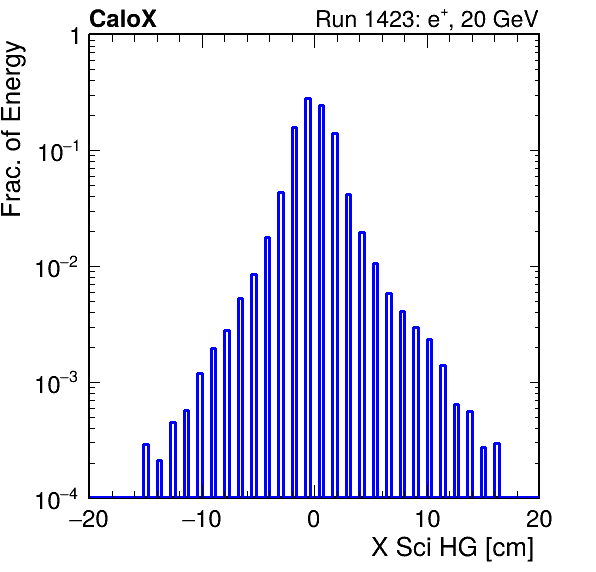 CaloX Run 1423: e⁺, 20 GeV
Frac. of Energy
1
10⁻¹
10⁻²
10⁻³
10⁻⁴
−20 −10 0 10 20
X Sci HG [cm]